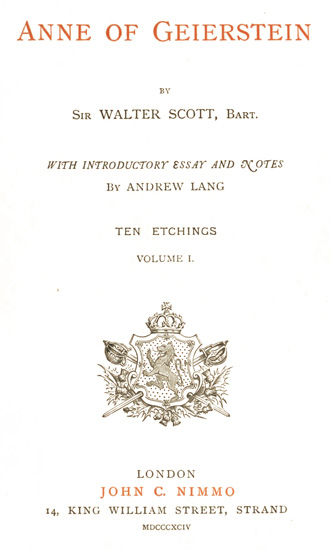 ANNE OF GEIERSTEIN
BY
SIR WALTER SCOTT, BART.
WITH INTRODUCTORY ESSAY AND NOTES
BY ANDREW LANG
TEN ETCHINGS
VOLUME I.
LONDON
JOHN C. NIMMO
14, KING WILLIAM STREET, STRAND
MDCCCXCIV